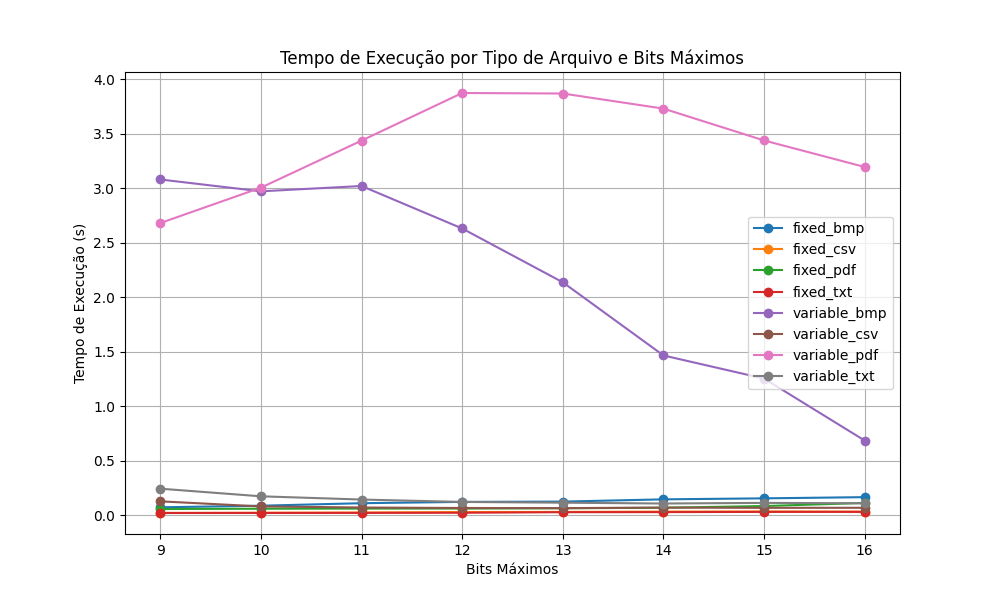 Tempo de Execução por Tipo de Arquivo e Bits Máximos
Tempo de Execução (s)
4.0
3.5
3.0
2.5
2.0
1.5
1.0
0.5
0.0
fixed_bmp
fixed_csv
fixed_pdf
fixed_txt
variable_bmp
variable_csv
variable_pdf
variable_txt
9 10 11 12 13 14 15 16
Bits Máximos